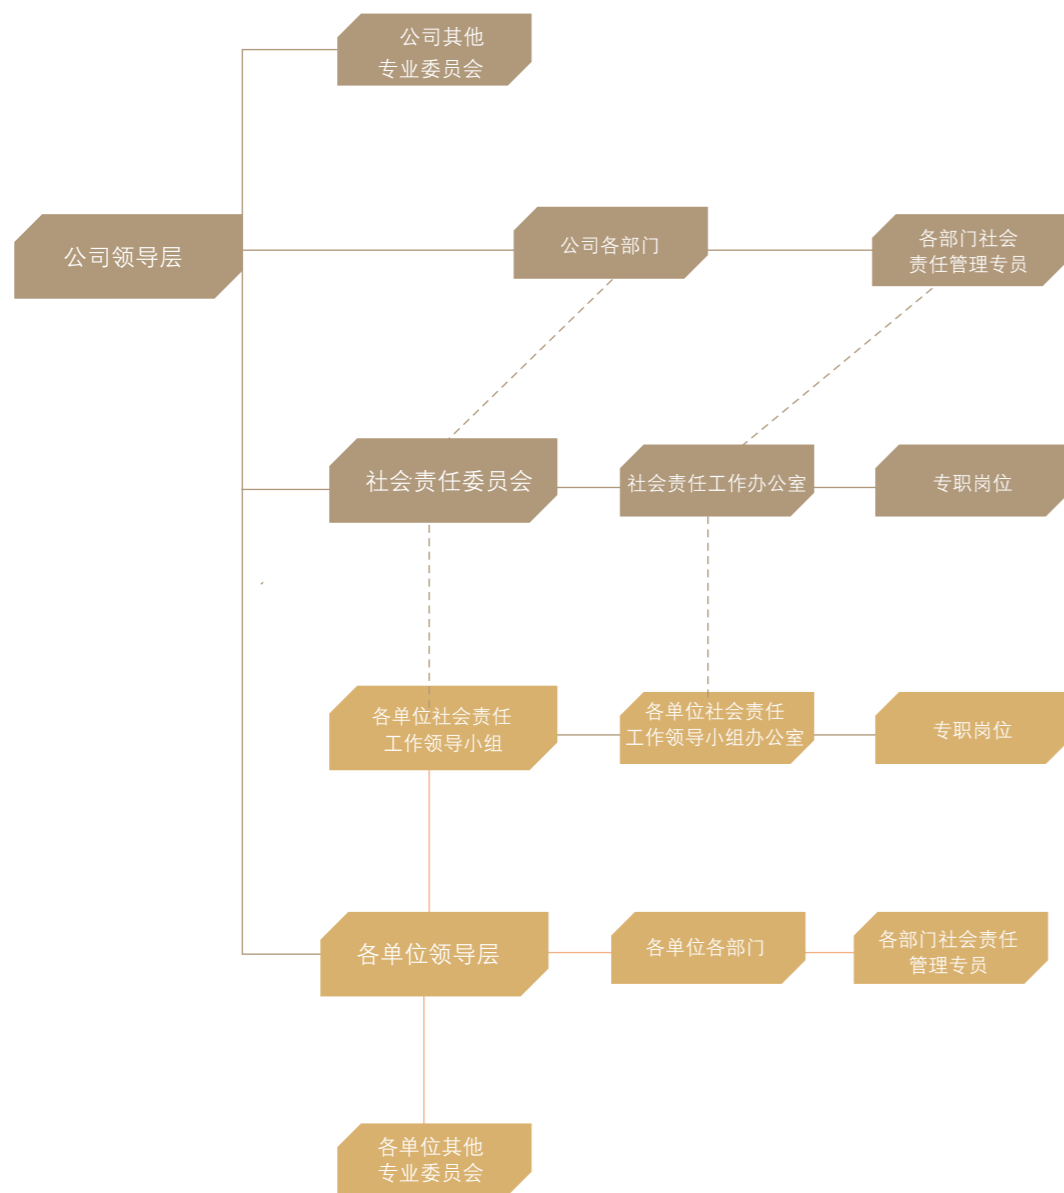 公司其他
专业委员会
公司领导层
公司各部门
各部门社会
责任管理专员
社会责任委员会
社会责任工作办公室
专职岗位
各单位社会责任
工作领导小组
各单位社会责任
工作领导小组办公室
专职岗位
各单位领导层
各单位各部门
各部门社会责任
管理专员
各单位其他
专业委员会